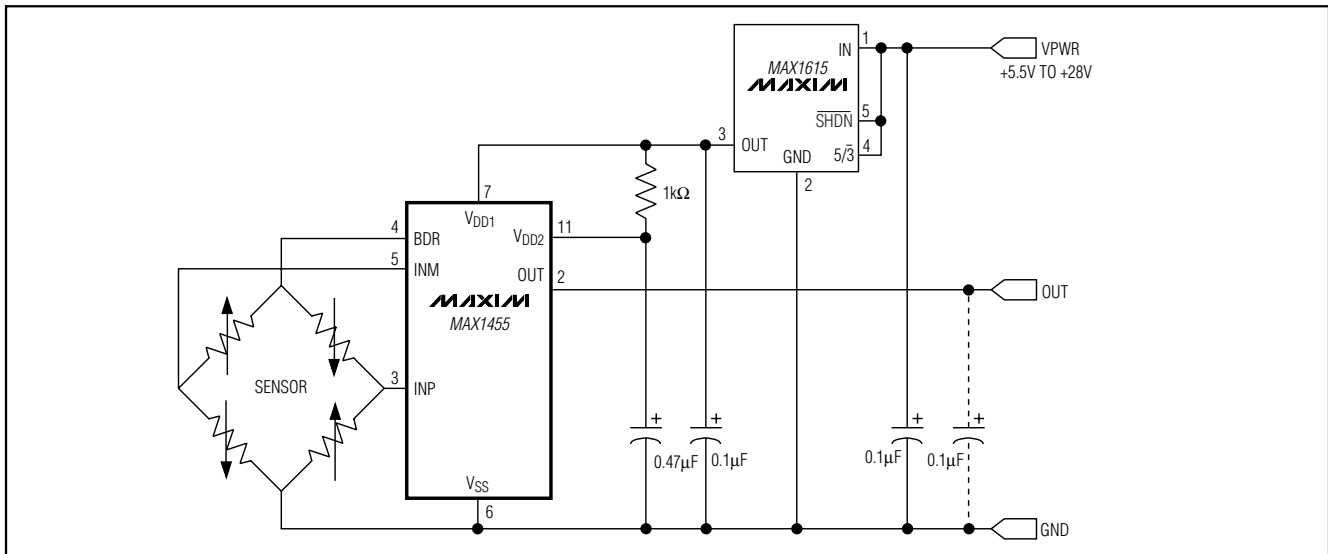 1
IN
MAX1615
MAXIM
VPWR
+5.5V TO +28V
5
SHDN
3
OUT
4
5/3
GND
2
1kΩ
7
VDD1
4
BDR
11
VDD2
5
INM
OUT
2
OUT
MAXIM
MAX1455
SENSOR
3
INP
+
+
+
+
0.47µF
0.1µF
0.1µF
0.1µF
VSS
6
GND